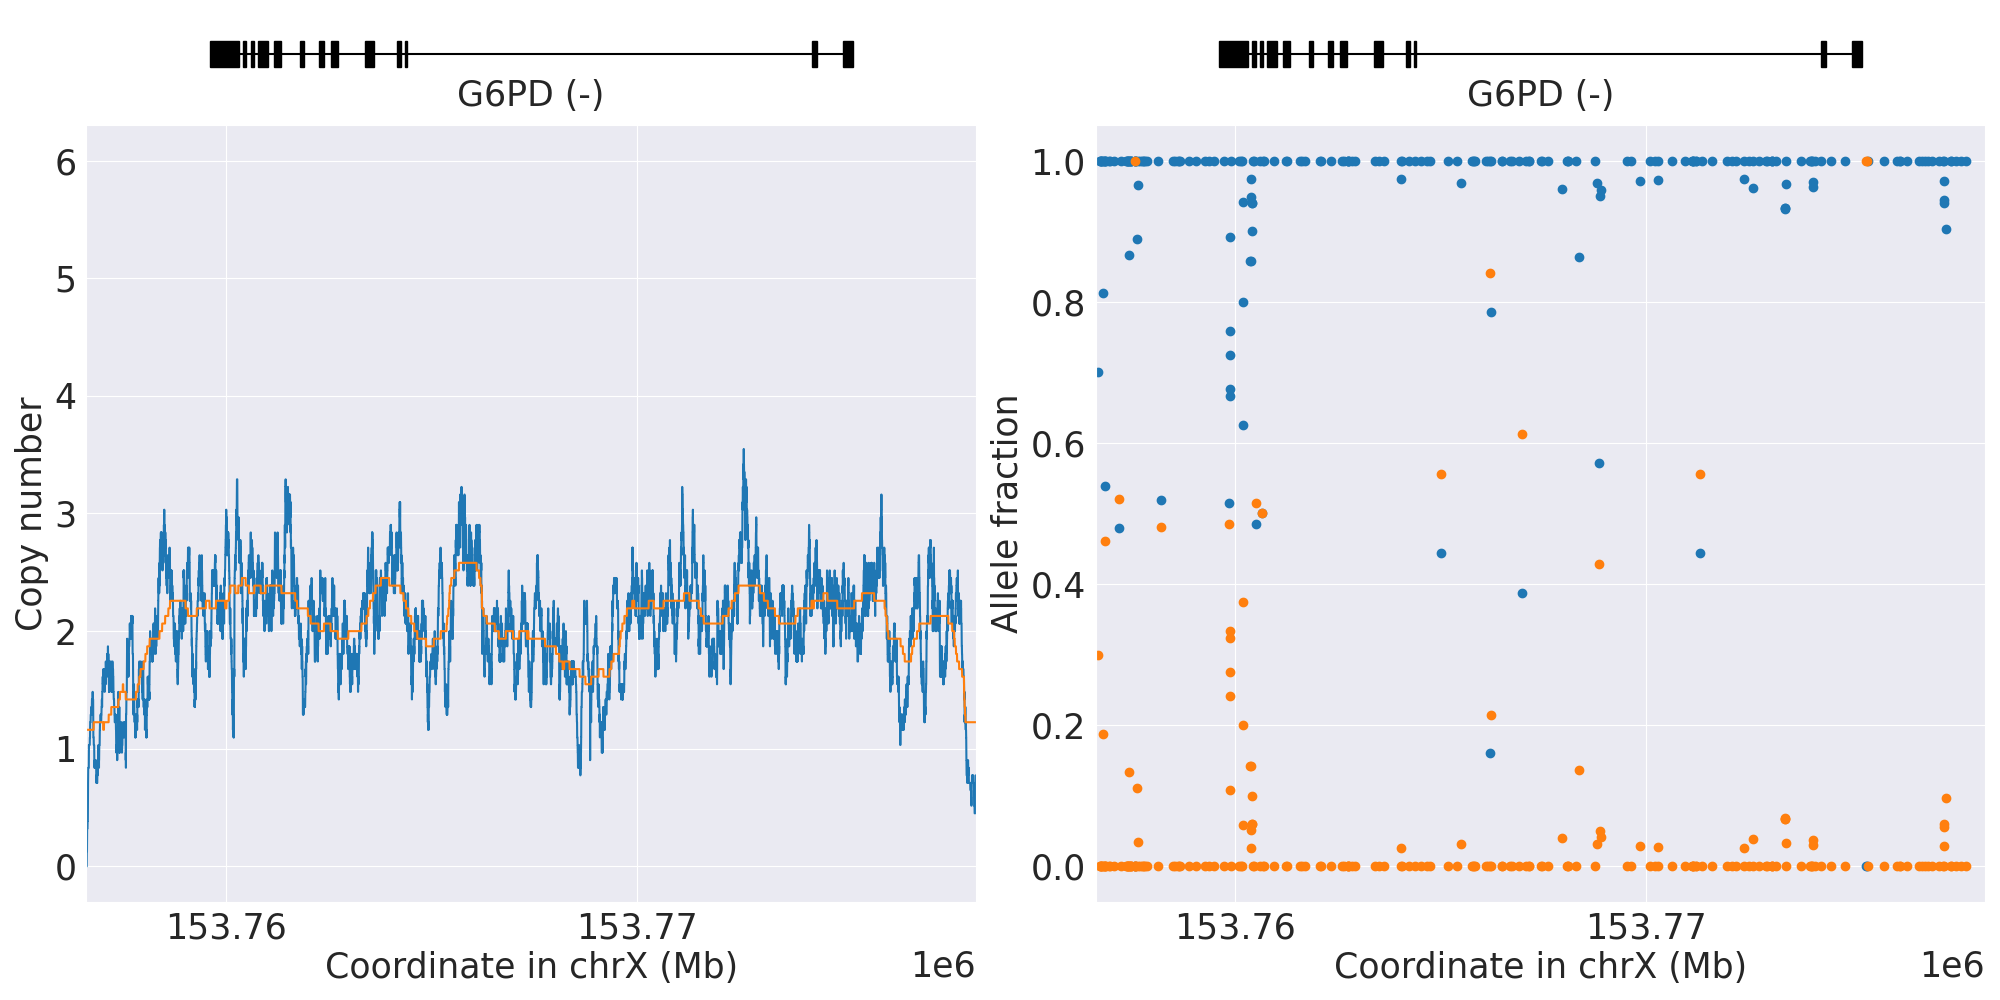 G6PD (-)
6
5
4
3
2
1
0
Copy number
153.76
153.77
Coordinate in chrX (Mb)
1e6
G6PD (-)
1.0
0.8
0.6
0.4
0.2
0.0
Allele fraction
153.76
153.77
Coordinate in chrX (Mb)
1e6